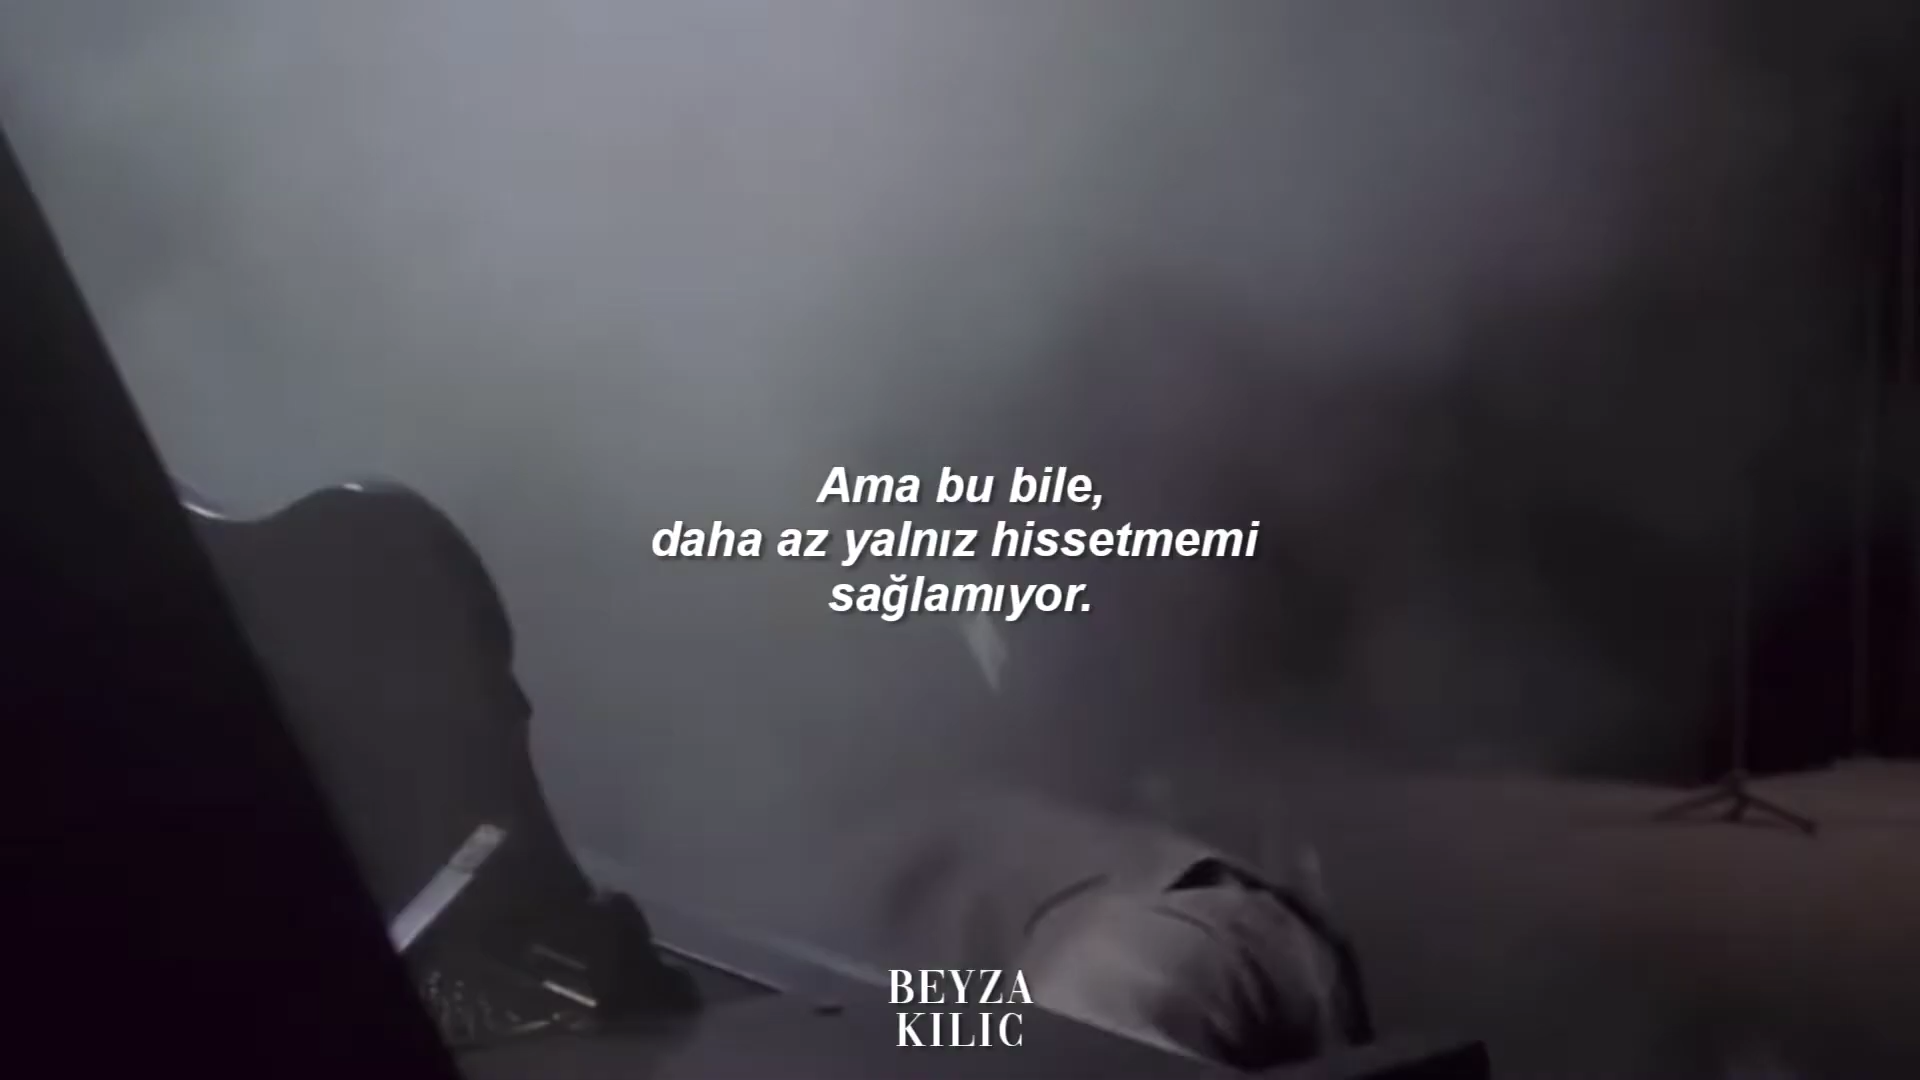 Ama bu bile,
daha az yalnız hissetmemi
sağlamıyor.
BEYZA
KILIC